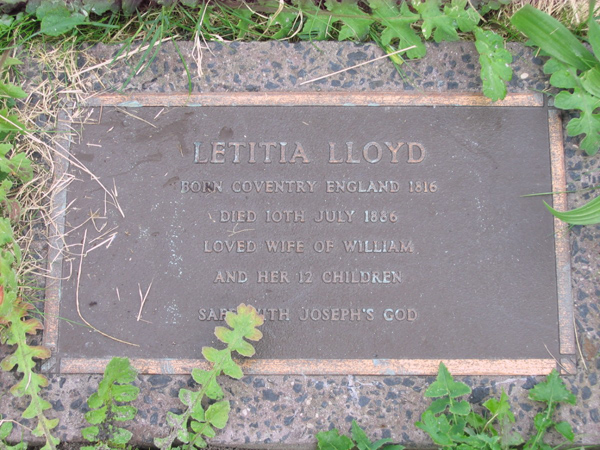 LETITIA LLOYD
BORN COVENTRY ENGLAND 1816
DIED 10TH JULY 1886
LOVED WIFE OF WILLIAM
AND HER 12 CHILDREN
WITH JOSEPH'S GOD